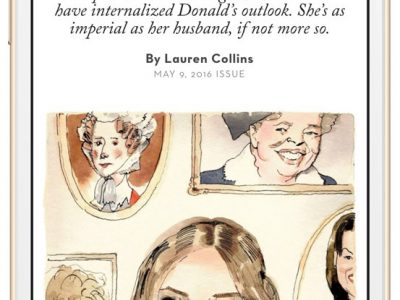 have internalized Donald’s outlook. She’s as
imperial as her husband, if not more so.
By Lauren Collins
MAY 9, 2016 ISSUE